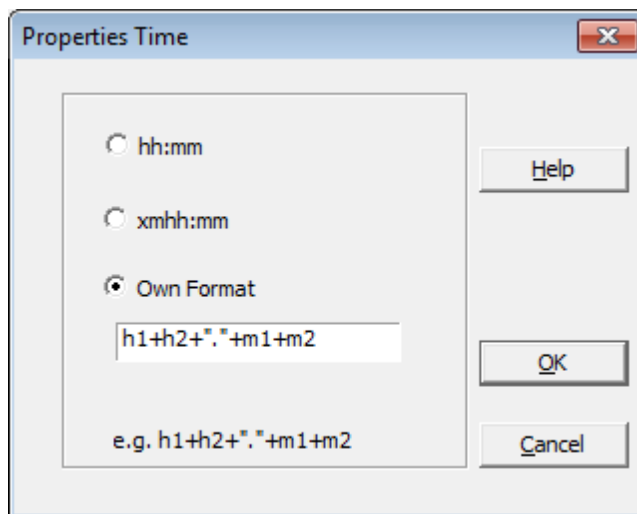 Properties Time
hh:mm
Help
xmhh:mm
Own Format
h1+h2+"."+m1+m2
OK
e.g. h1+h2+"."+m1+m2
Cancel